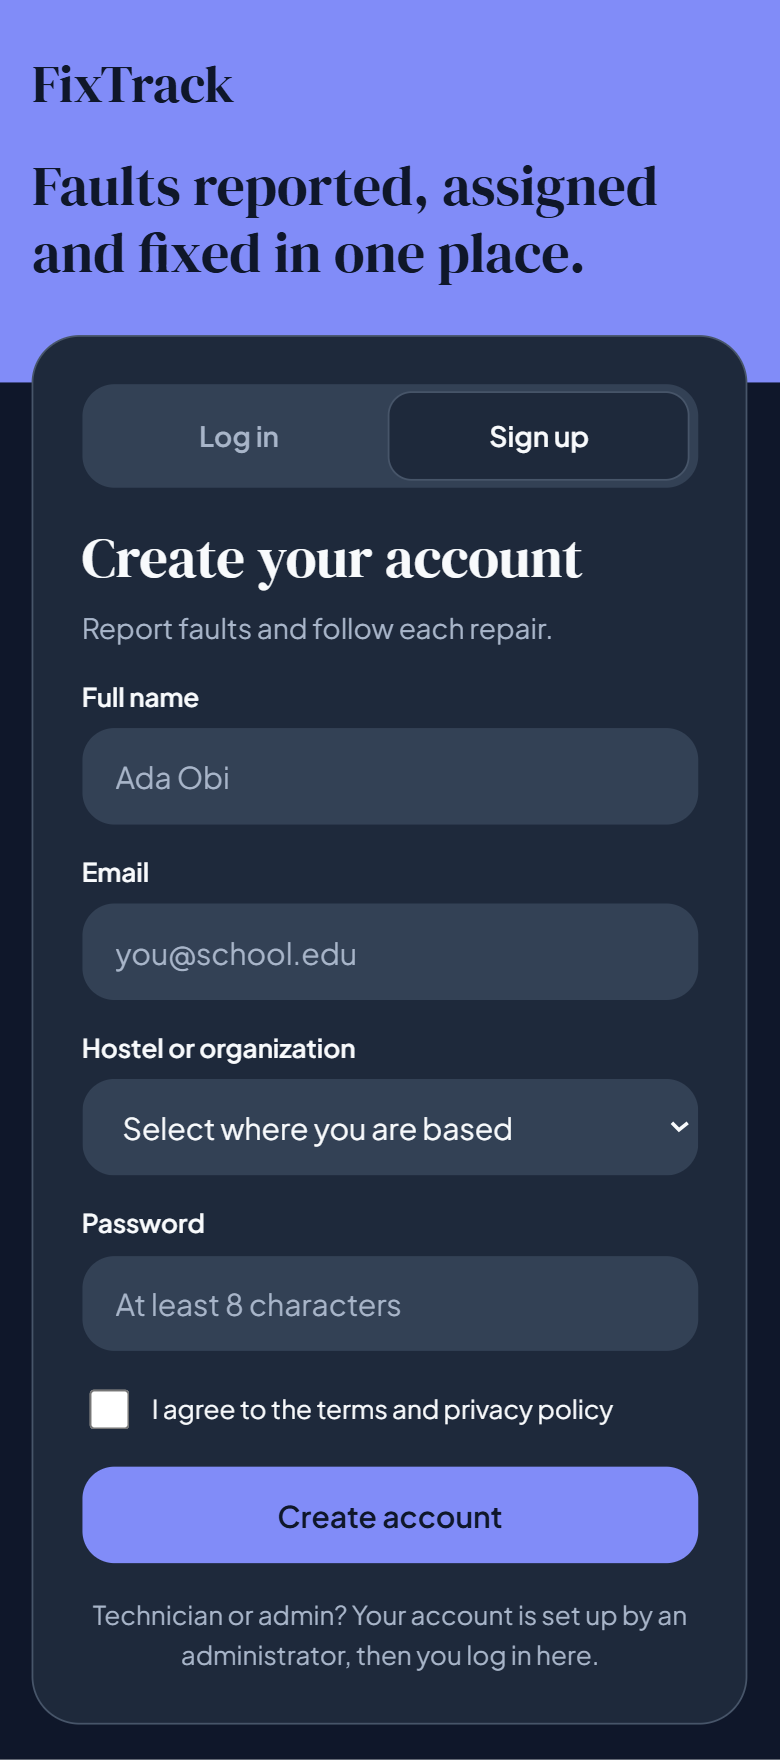 FixTrack
Faults reported, assigned
and fixed in one place.
Log in
Sign up
Create your account
Report faults and follow each repair.
Full name
Ada Obi
Email
you@school.edu
Hostel or organization
Select where you are based
Password
At least 8 characters
I agree to the terms and privacy policy
Create account
Technician or admin? Your account is set up by an
administrator, then you log in here.